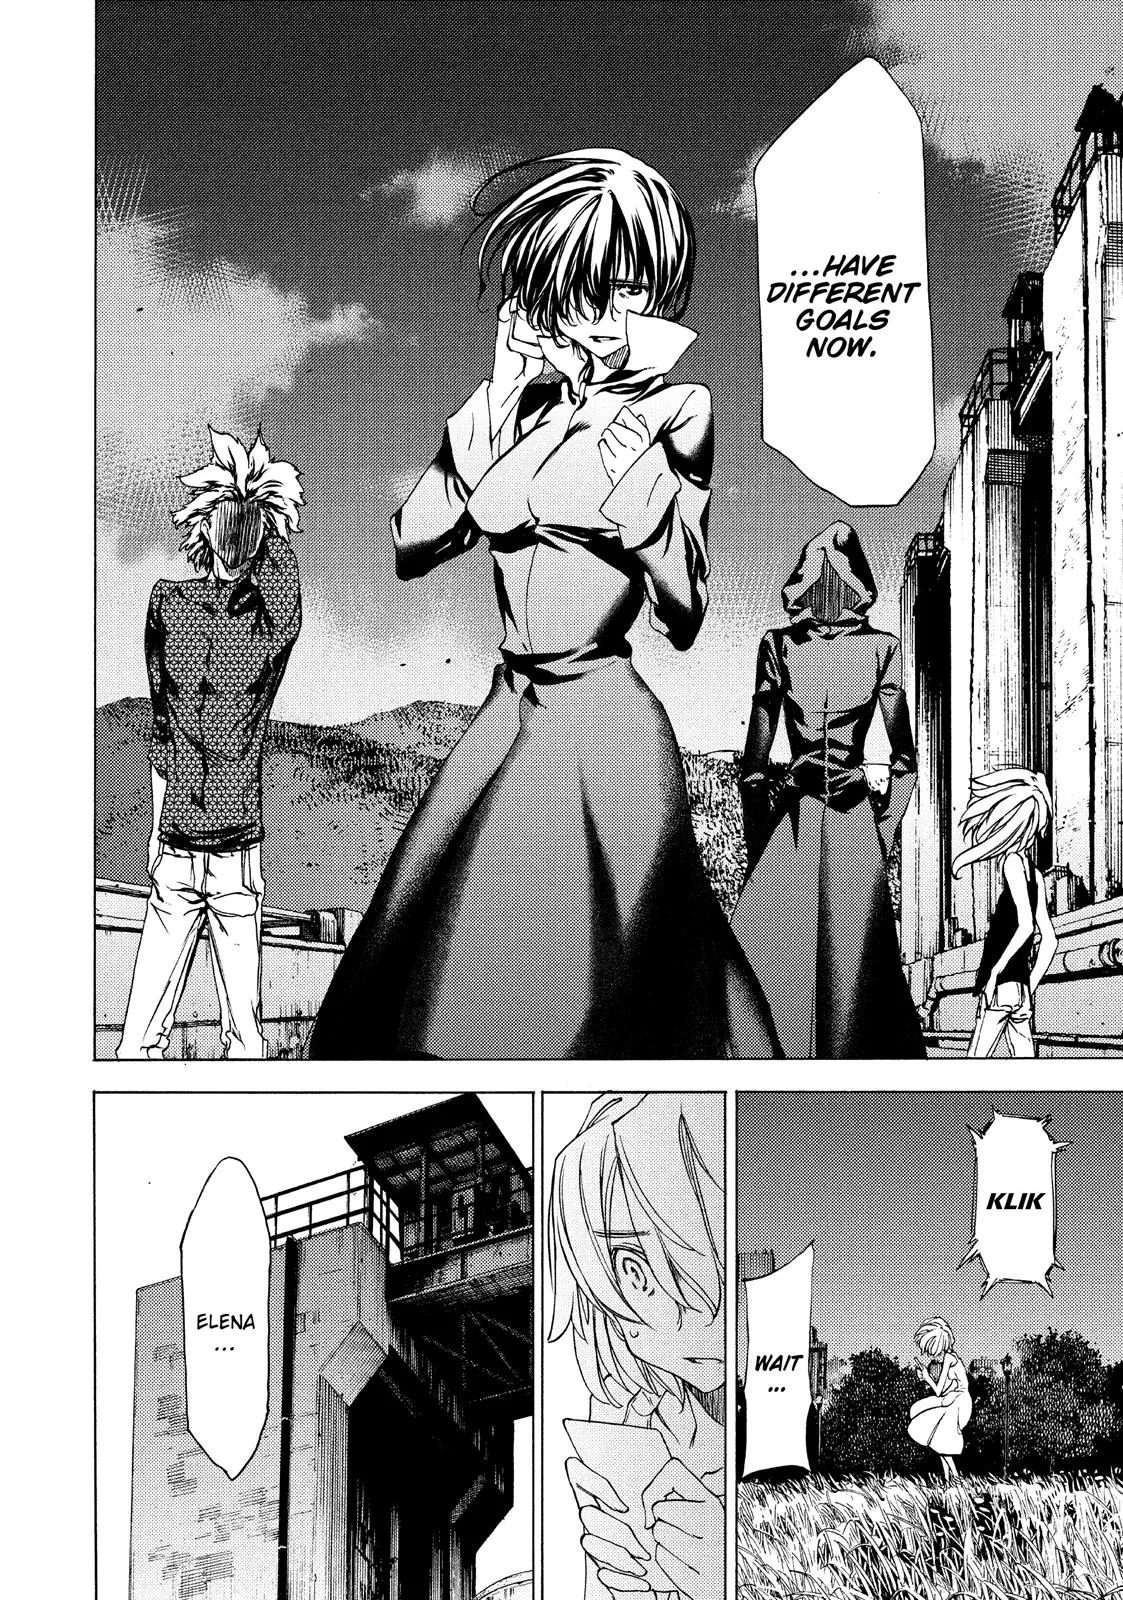 ...HAVE
DIFFERENT
GOALS
NOW.
KLIK
WAIT
...
ELENA
...